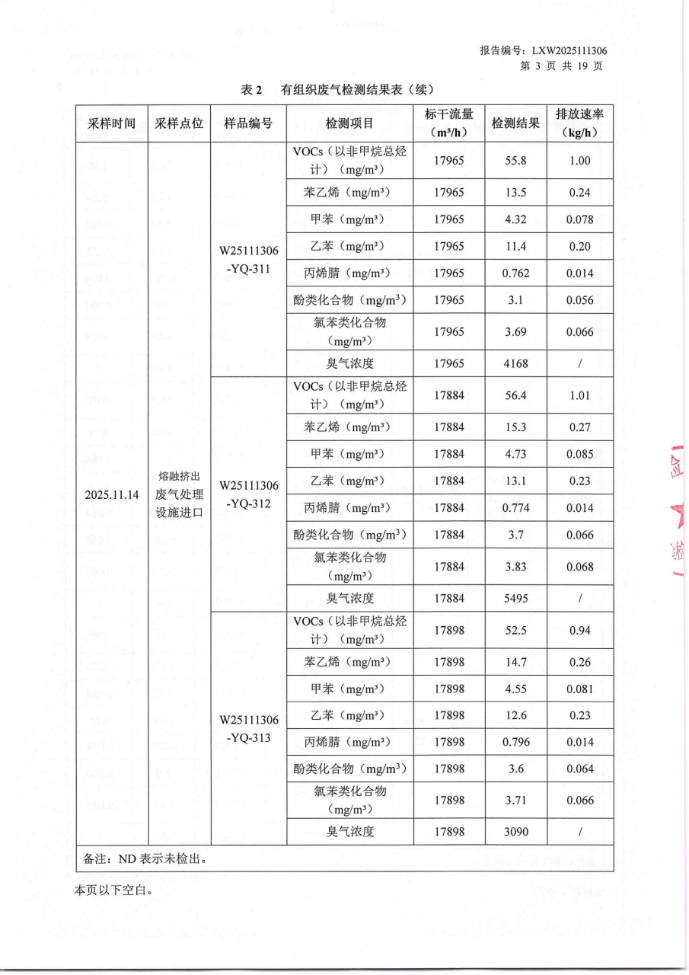 报告编号：LXW2025111306
第 3 页 共 19 页
表 2 有组织废气检测结果表（续）
采样时间 采样点位 样品编号 检测项目 标干流量（m³/h） 检测结果 排放速率（kg/h）
2025.11.14
熔融挤出
废气处理
设施进口
W25111306
-YQ-311
VOCs（以非甲烷总烃
计）（mg/m³） 17965 55.8 1.00
苯乙烯（mg/m³） 17965 13.5 0.24
甲苯（mg/m³） 17965 4.32 0.078
乙苯（mg/m³） 17965 11.4 0.20
丙烯腈（mg/m³） 17965 0.762 0.014
酚类化合物（mg/m³） 17965 3.1 0.056
氯苯类化合物
（mg/m³） 17965 3.69 0.066
臭气浓度 17965 4168 /
W25111306
-YQ-312
VOCs（以非甲烷总烃
计）（mg/m³） 17884 56.4 1.01
苯乙烯（mg/m³） 17884 15.3 0.27
甲苯（mg/m³） 17884 4.73 0.085
乙苯（mg/m³） 17884 13.1 0.23
丙烯腈（mg/m³） 17884 0.774 0.014
酚类化合物（mg/m³） 17884 3.7 0.066
氯苯类化合物
（mg/m³） 17884 3.83 0.068
臭气浓度 17884 5495 /
W25111306
-YQ-313
VOCs（以非甲烷总烃
计）（mg/m³） 17898 52.5 0.94
苯乙烯（mg/m³） 17898 14.7 0.26
甲苯（mg/m³） 17898 4.55 0.081
乙苯（mg/m³） 17898 12.6 0.23
丙烯腈（mg/m³） 17898 0.796 0.014
酚类化合物（mg/m³） 17898 3.6 0.064
氯苯类化合物
（mg/m³） 17898 3.71 0.066
臭气浓度 17898 3090 /
备注：ND 表示未检出。
本页以下空白。